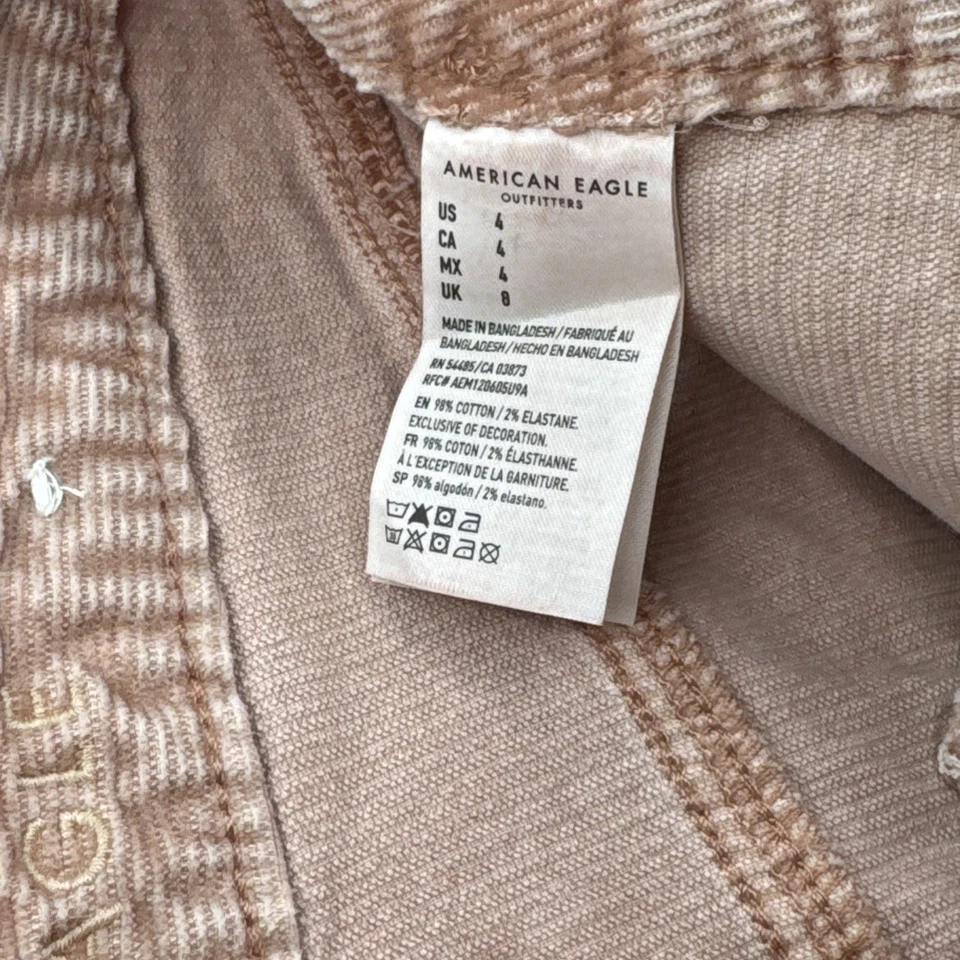 AMERICAN EAGLE
OUTFITTERS
US 4
CA 4
MX 4
UK 8
MADE IN BANGLADESH / FABRIQUÉ AU
BANGLADESH / HECHO EN BANGLADESH
RN 54485/CA 03873
RFC# AEM120605U9A
EN 98% COTTON / 2% ELASTANE.
EXCLUSIVE OF DECORATION.
FR 98% COTON / 2% ÉLASTHANNE.
À L'EXCEPTION DE LA GARNITURE.
SP 98% algodón / 2% elastano.
AGLE